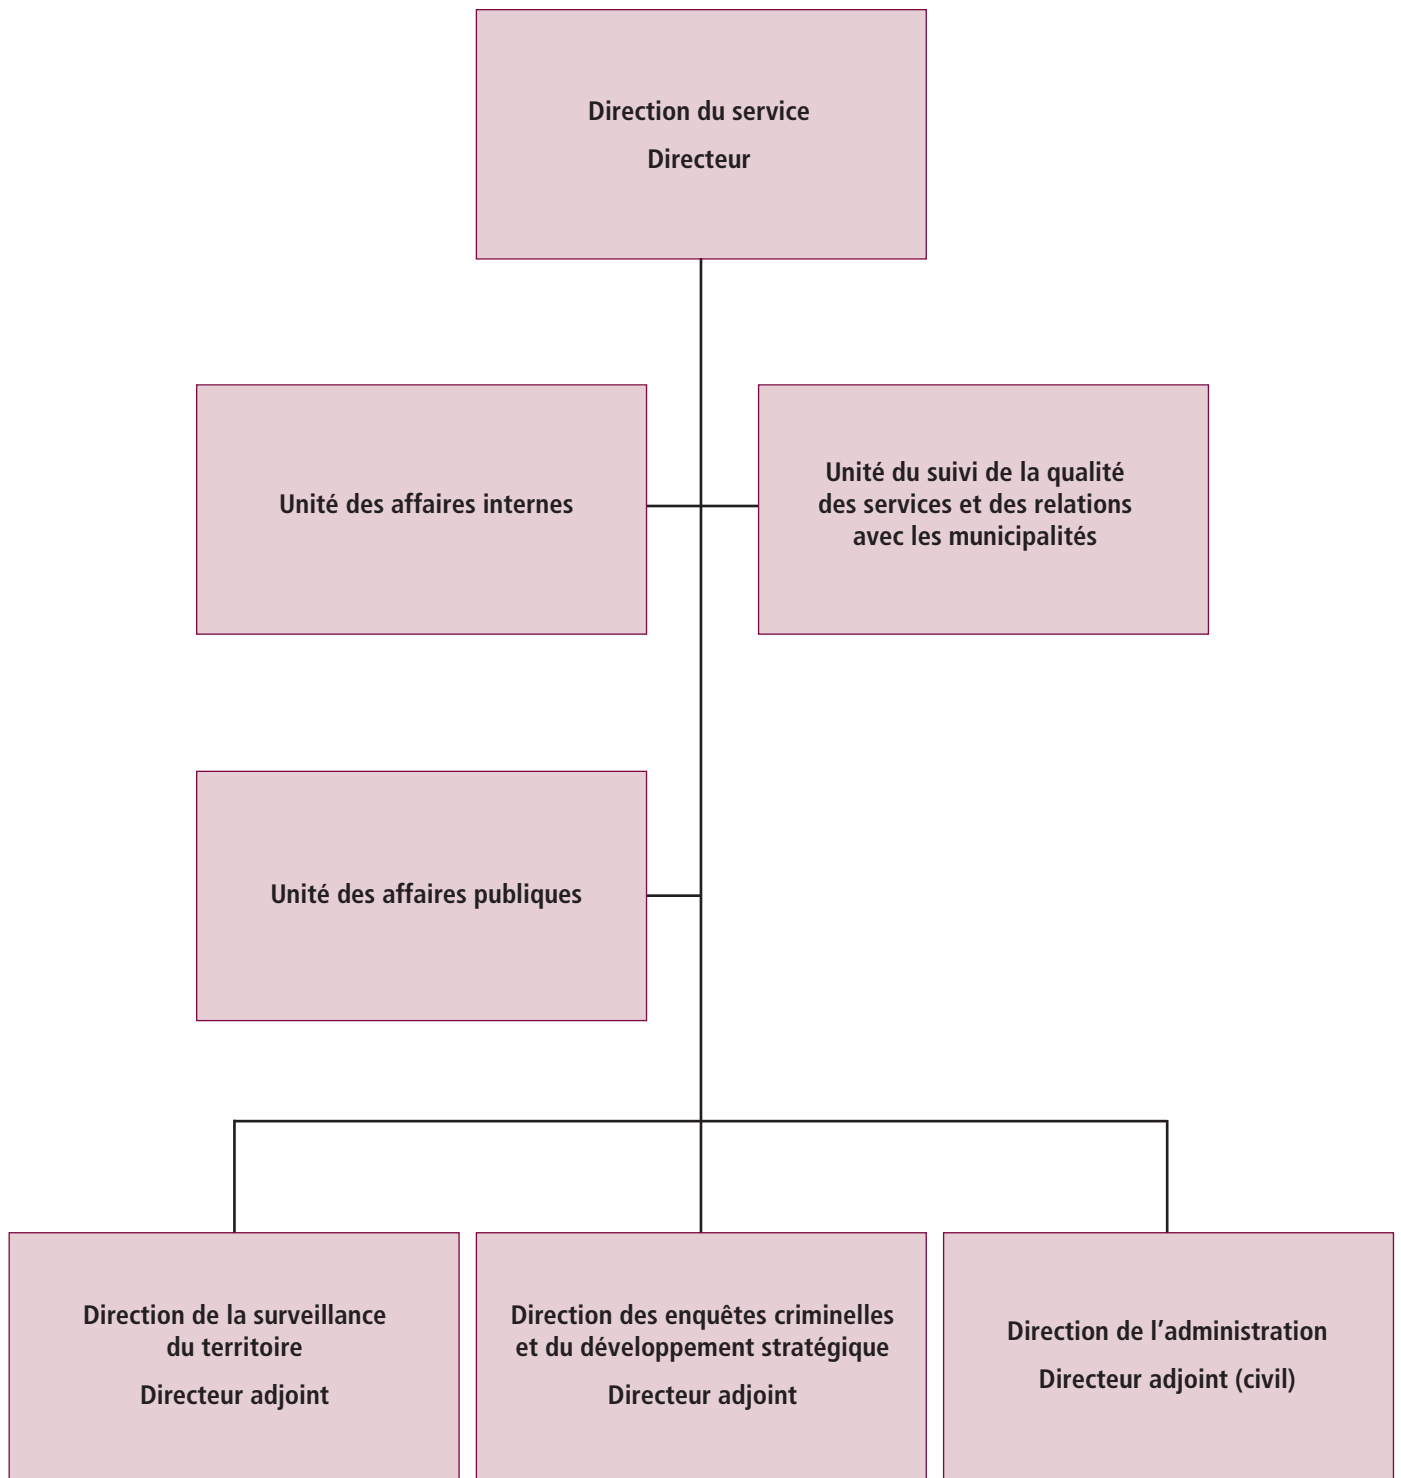 Direction du service
Directeur
Unité des affaires internes
Unité du suivi de la qualité
des services et des relations
avec les municipalités
Unité des affaires publiques
Direction de la surveillance
du territoire
Directeur adjoint
Direction des enquêtes criminelles
et du développement stratégique
Directeur adjoint
Direction de l’administration
Directeur adjoint (civil)